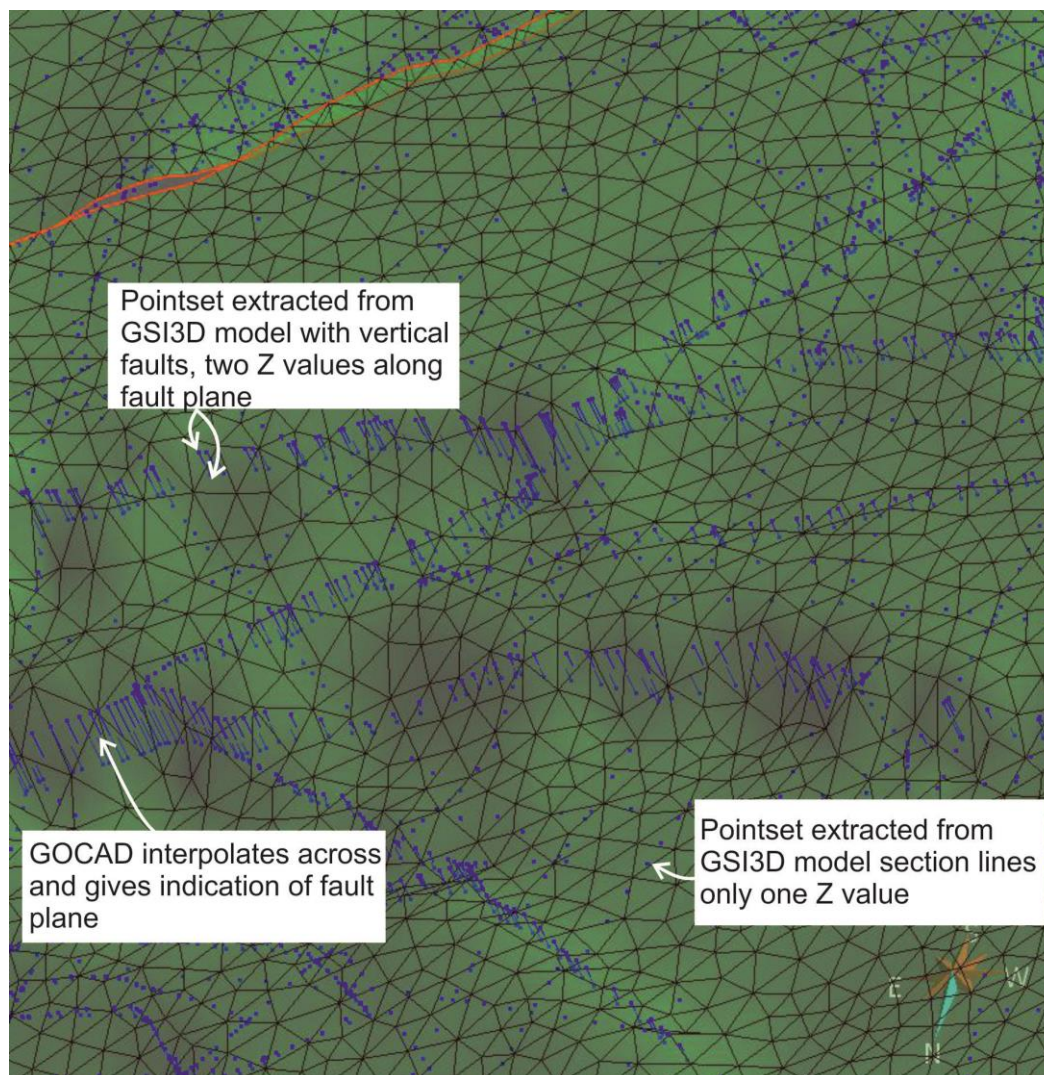 Pointset extracted from
GSI3D model with vertical
faults, two Z values along
fault plane
GOCAD interpolates across
and gives indication of fault
plane
Pointset extracted from
GSI3D model section lines
only one Z value
E
W
N